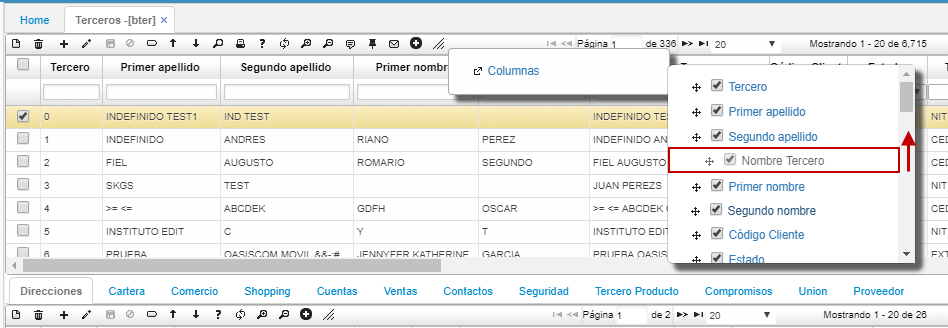 Home Terceros -[bter] ×
Página 1 de 336 20 Mostrando 1 - 20 de 6,715
Tercero Primer apellido Segundo apellido Primer nombre
Columnas
Tercero
Primer apellido
Segundo apellido
Nombre Tercero
Primer nombre
Segundo nombre
Código Cliente
Estado
0 INDEFINIDO TEST1 IND TEST INDEFINIDO TES NIT
1 INDEFINIDO ANDRES RIANO PEREZ INDEFINIDO AN CED
2 FIEL AUGUSTO ROMARIO SEGUNDO FIEL AUGUSTO CED
3 SKGS TEST JUAN PEREZS NIT
4 >= <= ABCDEK GDFH OSCAR >= <= ABCDEK G CED
5 INSTITUTO EDIT C Y T INSTITUTO EDIT NIT
6 PRUEBA OASISCOM MOVIL &&-:# JENNYFER KATHERINE GARCIA PRUEBA OASIS EXT
Direcciones Cartera Comercio Shopping Cuentas Ventas Contactos Seguridad Tercero Producto Compromisos Union Proveedor
Página 1 de 2 20 Mostrando 1 - 20 de 26